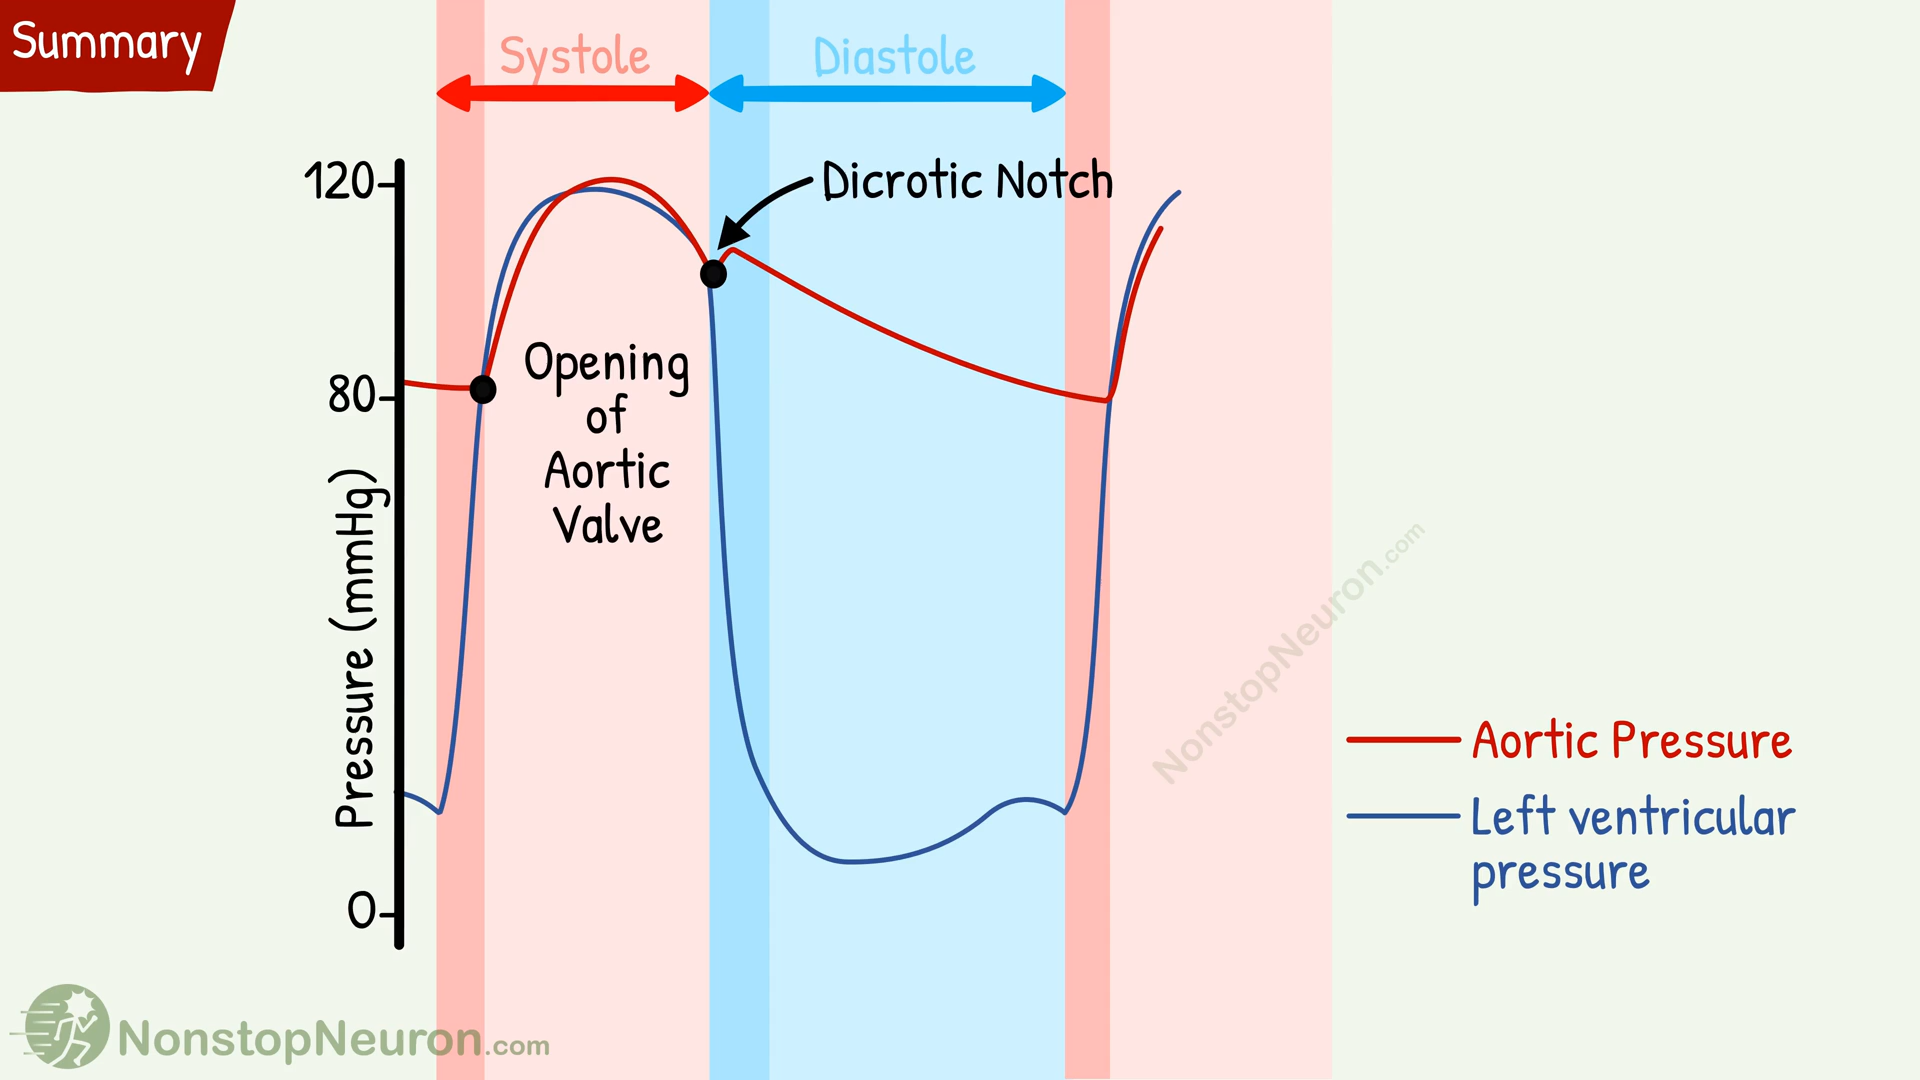 Summary
Systole
Diastole
120
Dicrotic Notch
Opening
of
Aortic
Valve
80
Pressure (mmHg)
0
NonstopNeuron.com
Aortic Pressure
Left ventricular
pressure
NonstopNeuron.com